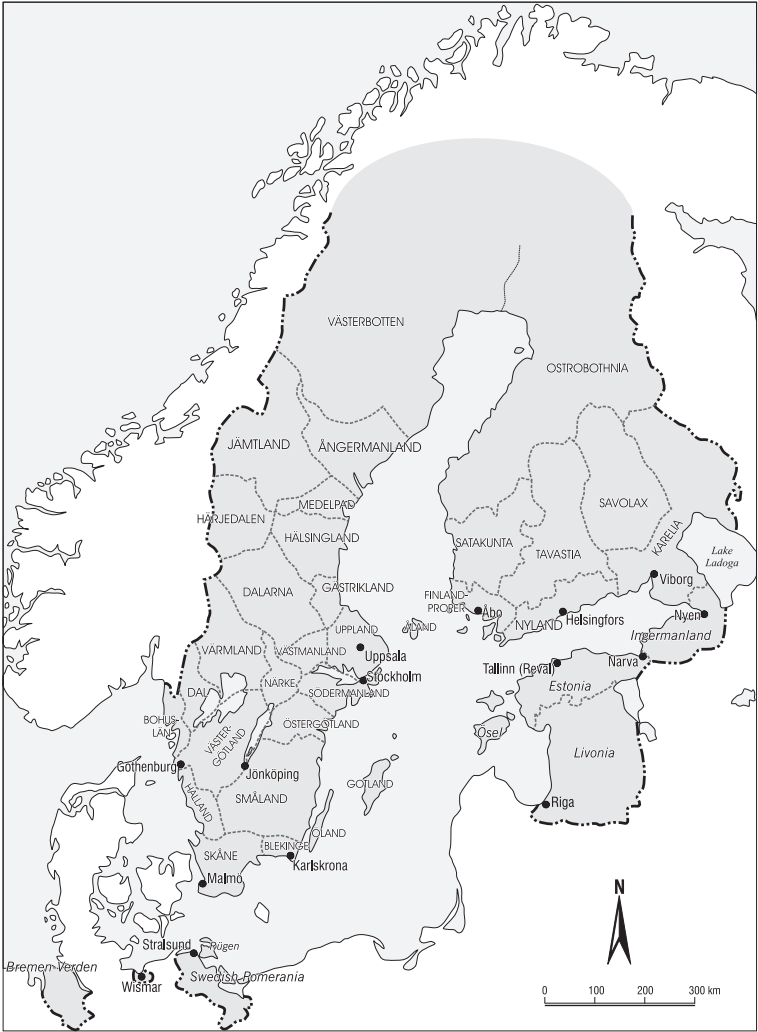 VÄSTERBOTTEN
OSTROBOTHNIA
JÄMTLAND
ÅNGERMANLAND
MEDELPAD
SAVOLAX
HÄRJEDALEN
HÄLSINGLAND
SATAKUNTA
TAVASTIA
KARELIA
Lake
Ladoga
DALARNA
GÄSTRIKLAND
FINLAND-
PROPER
Åbo
NYLAND
Helsingfors
Viborg
Nyen
Ingermanland
UPPLAND
ÅLAND
VÄRMLAND
VÄSTMANLAND
Uppsala
Tallinn (Reval)
Narva
Stockholm
DAL
NÄRKE
SÖDERMANLAND
Estonia
BOHUS-
LÄN
VÄSTER-
GÖTLAND
ÖSTERGÖTLAND
Osel
Livonia
Gothenburg
Jönköping
GOTLAND
HALLAND
SMÅLAND
Riga
ÖLAND
SKÅNE
BLEKINGE
Karlskrona
Malmö
N
Stralsund
Rügen
Bremen-Verden
Wismar
Swedish Pomerania
0 100 200 300 km